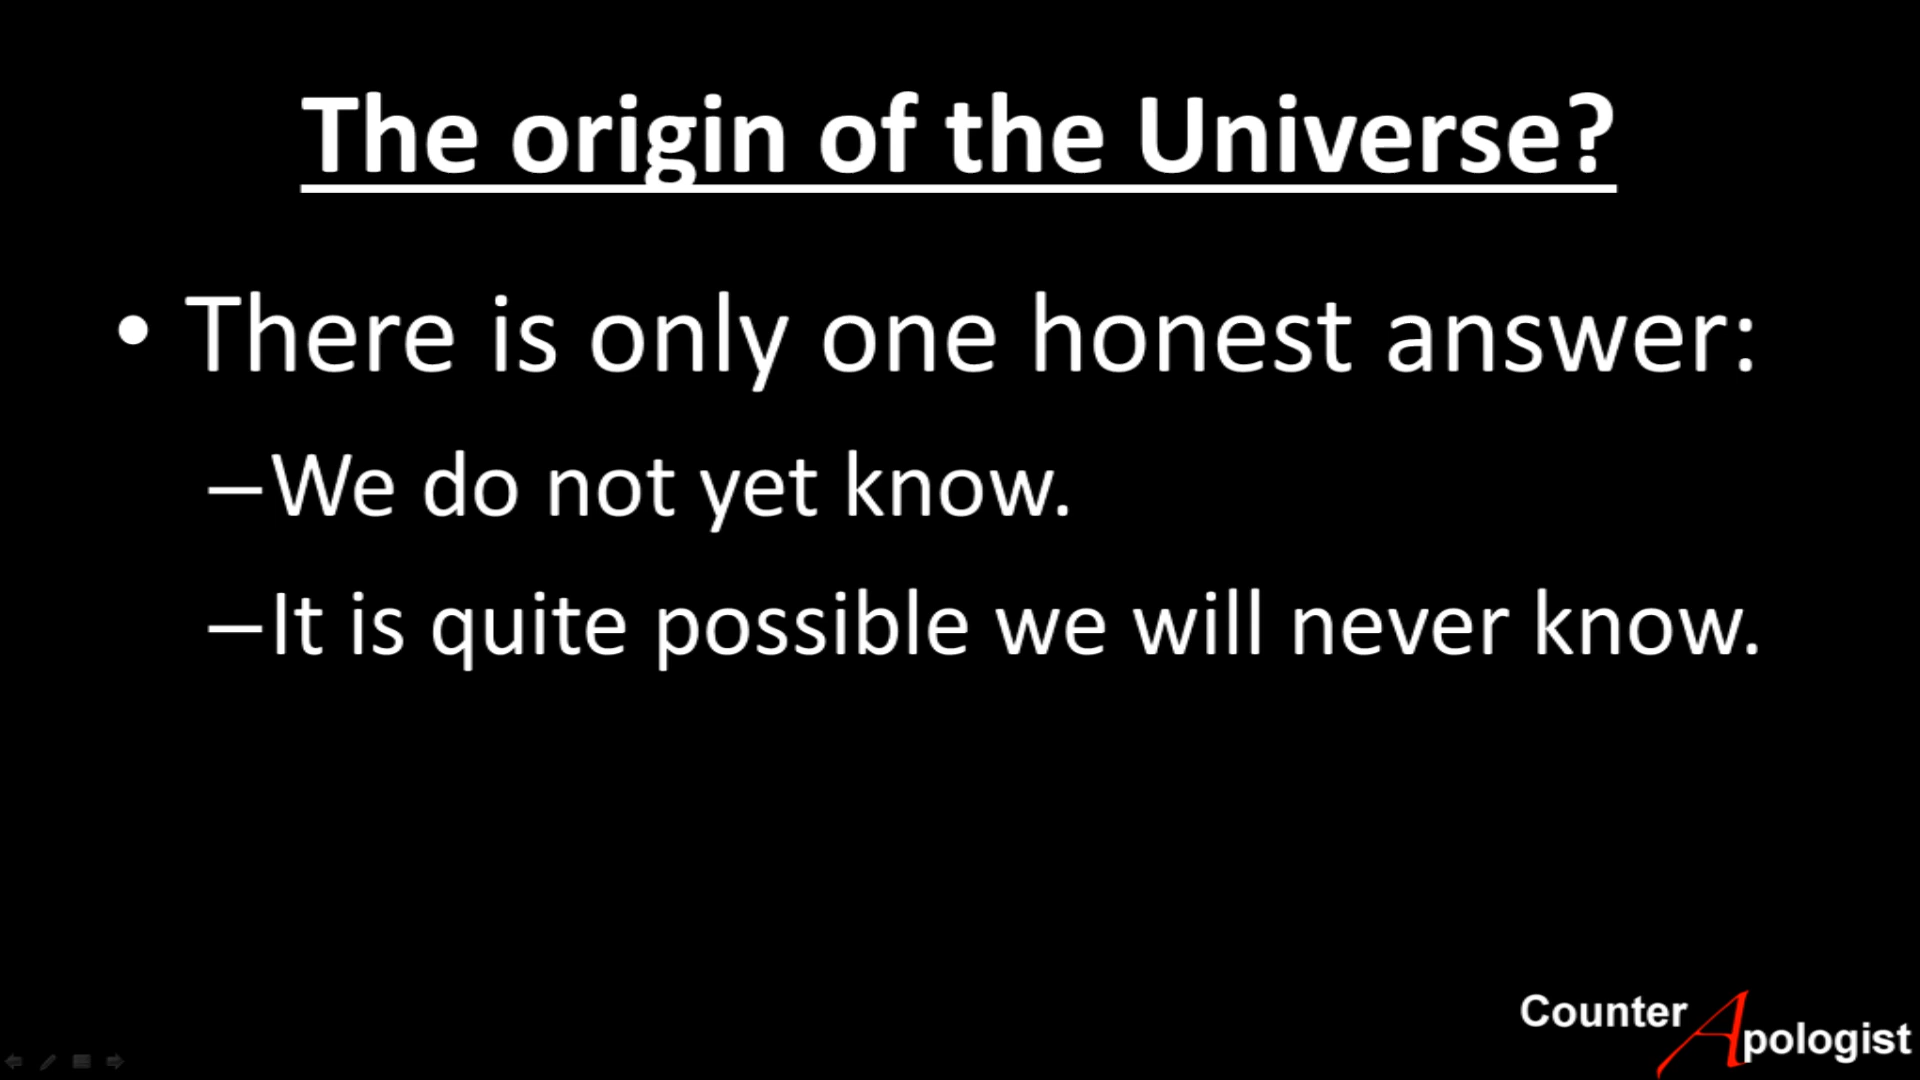 The origin of the Universe?
• There is only one honest answer:
–We do not yet know.
–It is quite possible we will never know.
Counter
Apologist